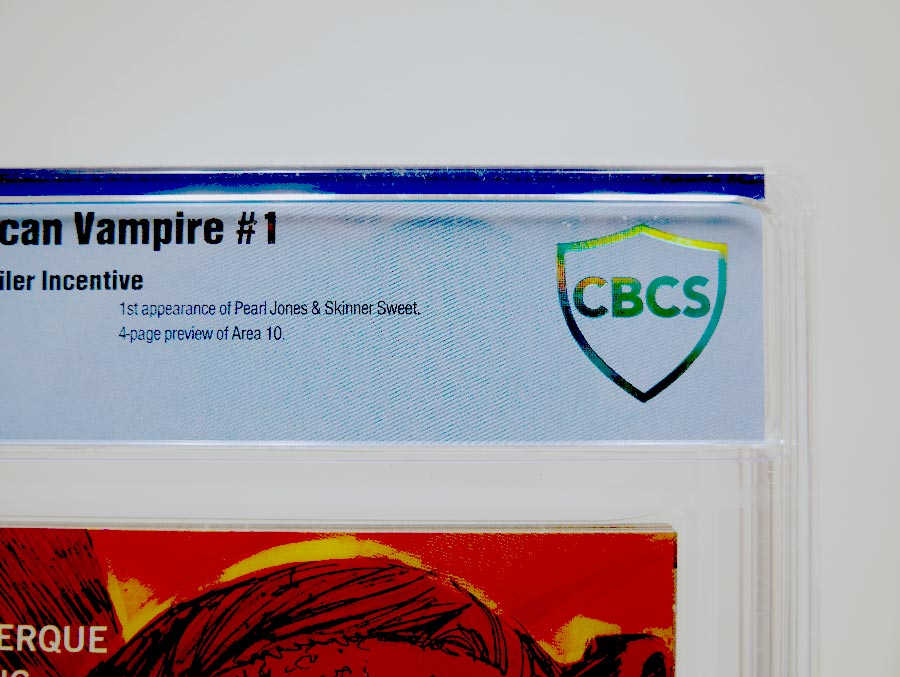 can Vampire #1
iler Incentive
1st appearance of Pearl Jones & Skinner Sweet.
4-page preview of Area 10.
CBCS
ERQUE